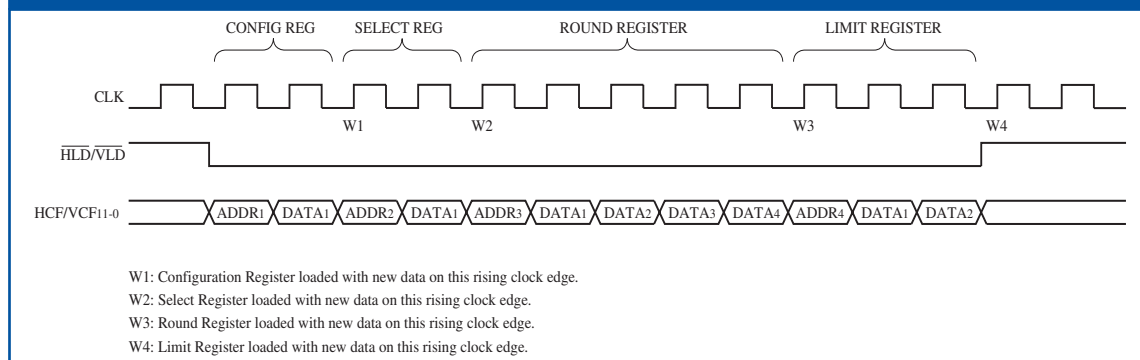 CONFIG REG SELECT REG ROUND REGISTER LIMIT REGISTER
CLK
W1 W2 W3 W4
HLD/VLD
HCF/VCF11-0 ADDR1 DATA1 ADDR2 DATA1 ADDR3 DATA1 DATA2 DATA3 DATA4 ADDR4 DATA1 DATA2
W1: Configuration Register loaded with new data on this rising clock edge.
W2: Select Register loaded with new data on this rising clock edge.
W3: Round Register loaded with new data on this rising clock edge.
W4: Limit Register loaded with new data on this rising clock edge.